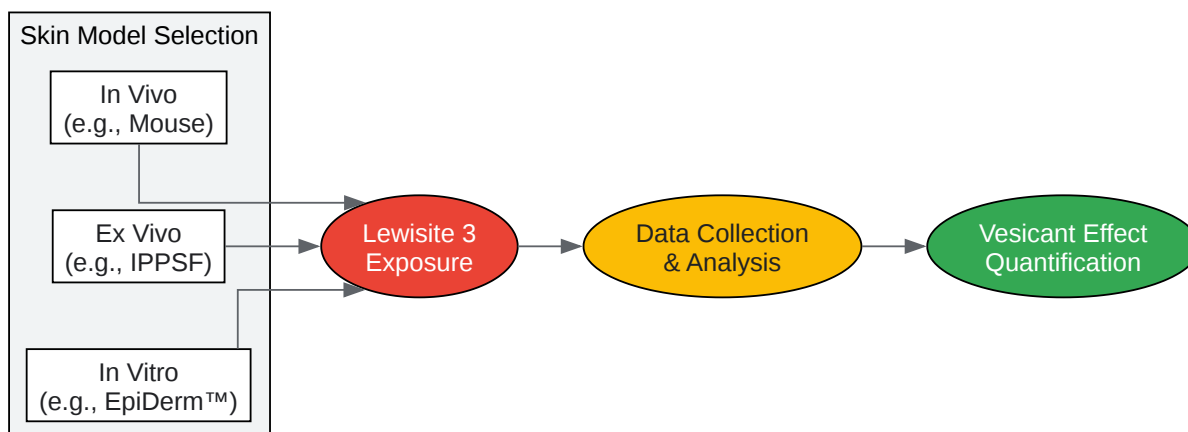 Skin Model Selection
In Vivo
(e.g., Mouse)
Ex Vivo
(e.g., IPPSF)
In Vitro
(e.g., EpiDerm™)
Lewisite 3
Exposure
Data Collection
& Analysis
Vesicant Effect
Quantification